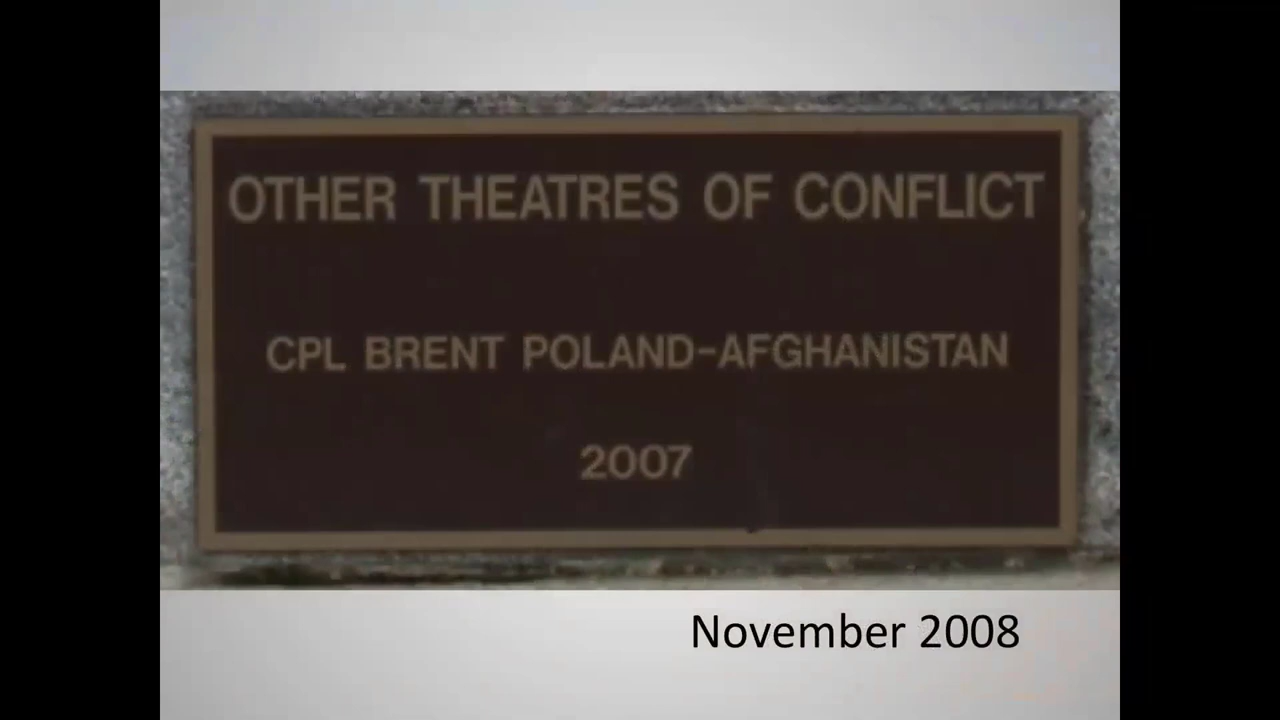 OTHER THEATRES OF CONFLICT
CPL BRENT POLAND-AFGHANISTAN
2007
November 2008